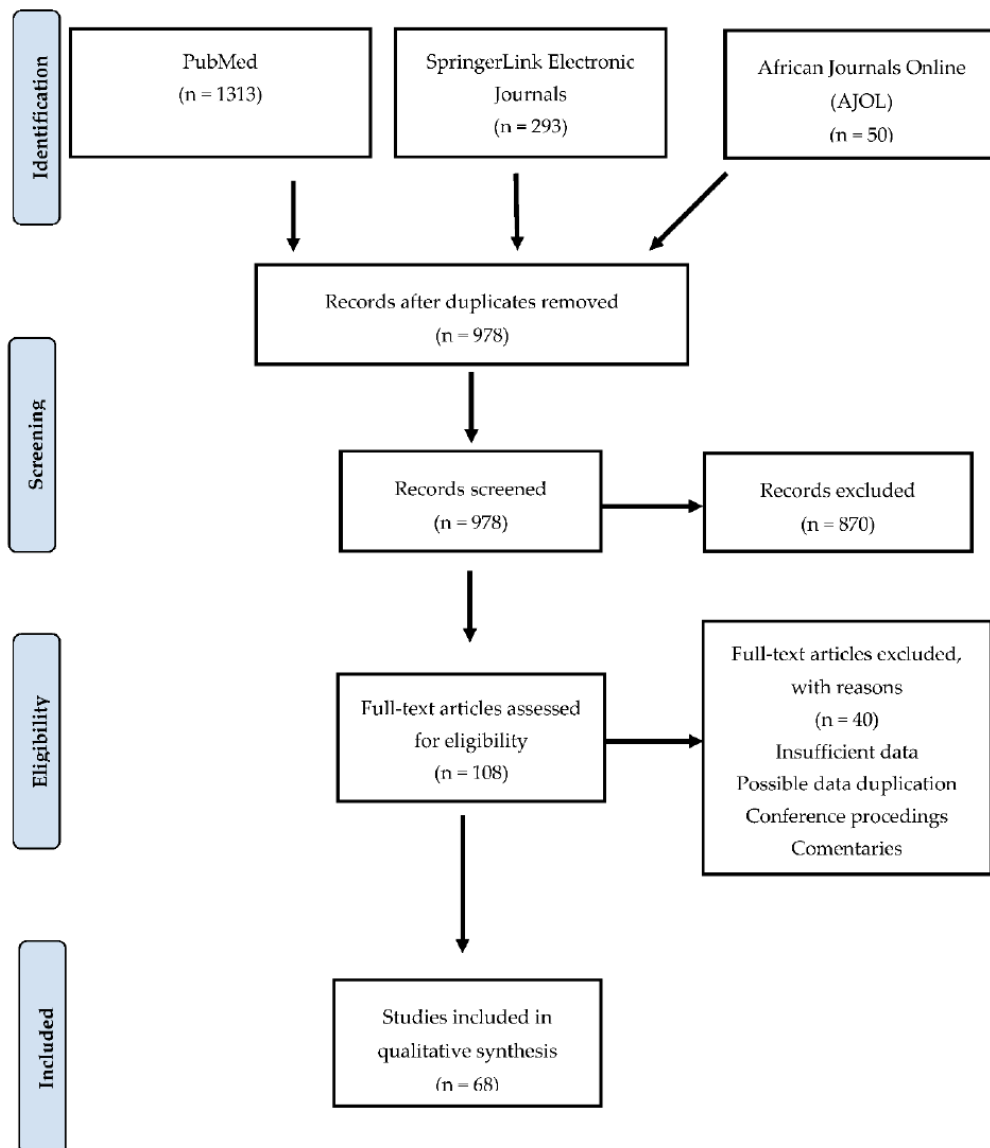 Identification
PubMed
(n = 1313)
SpringerLink Electronic
Journals
(n = 293)
African Journals Online
(AJOL)
(n = 50)
Records after duplicates removed
(n = 978)
Screening
Records screened
(n = 978)
Records excluded
(n = 870)
Eligibility
Full-text articles assessed
for eligibility
(n = 108)
Full-text articles excluded,
with reasons
(n = 40)
Insufficient data
Possible data duplication
Conference procedings
Comentaries
Included
Studies included in
qualitative synthesis
(n = 68)